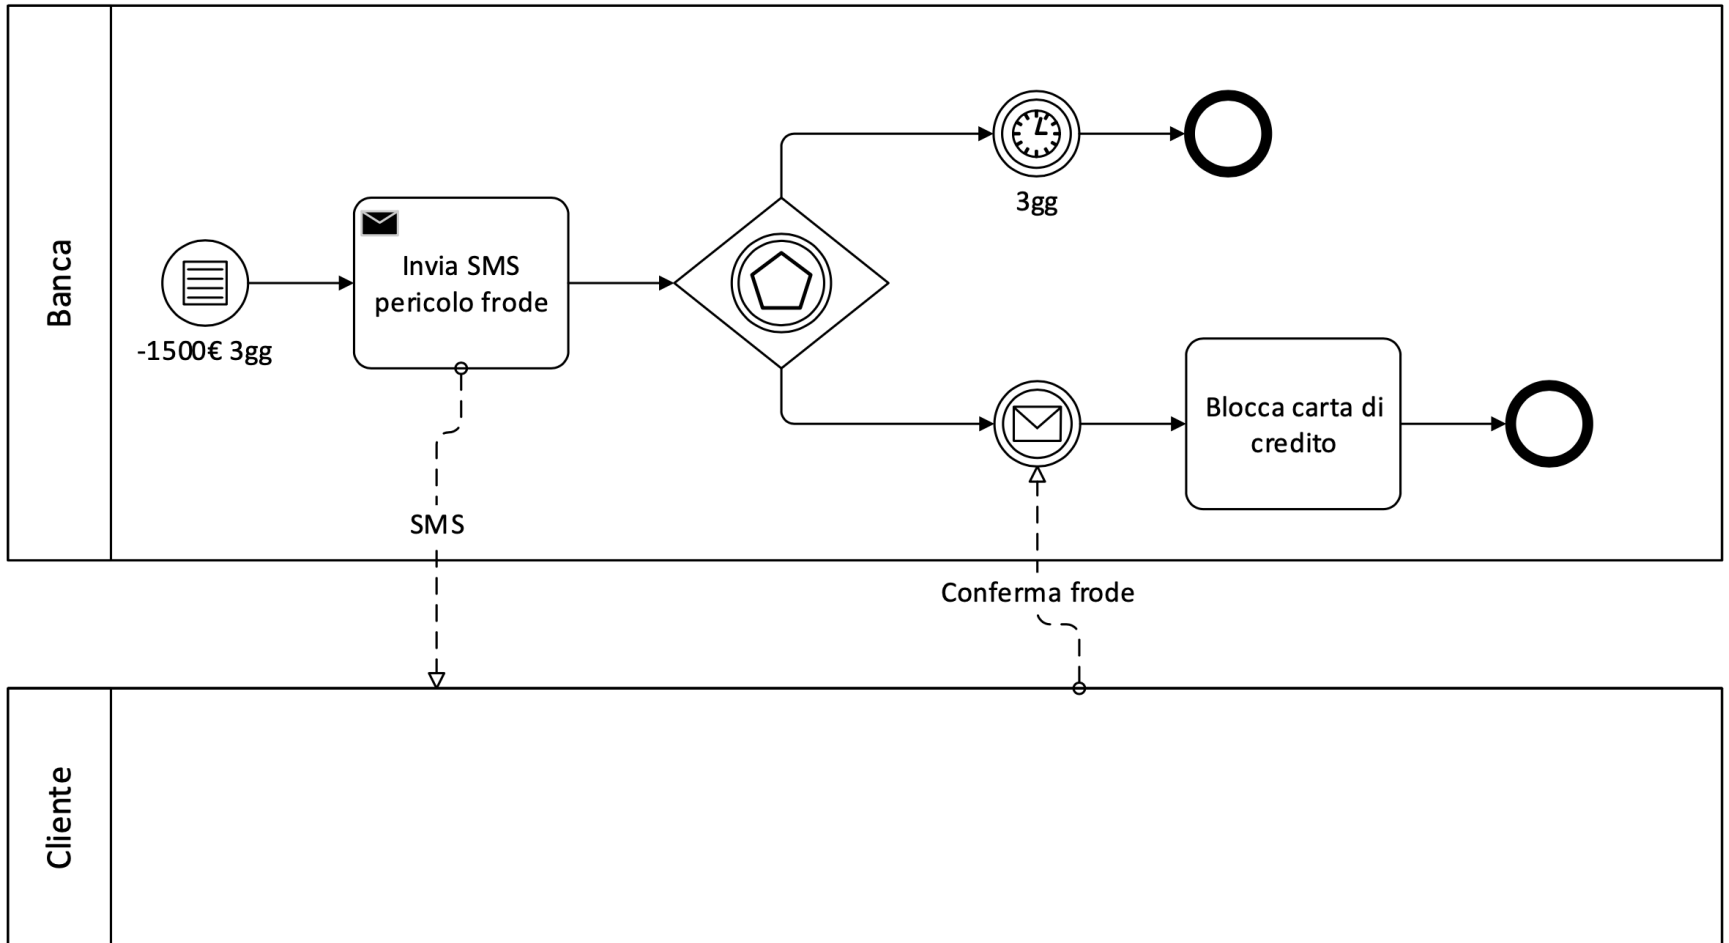 Banca
-1500€ 3gg
Invia SMS
pericolo frode
3gg
Blocca carta di
credito
SMS
Conferma frode
Cliente